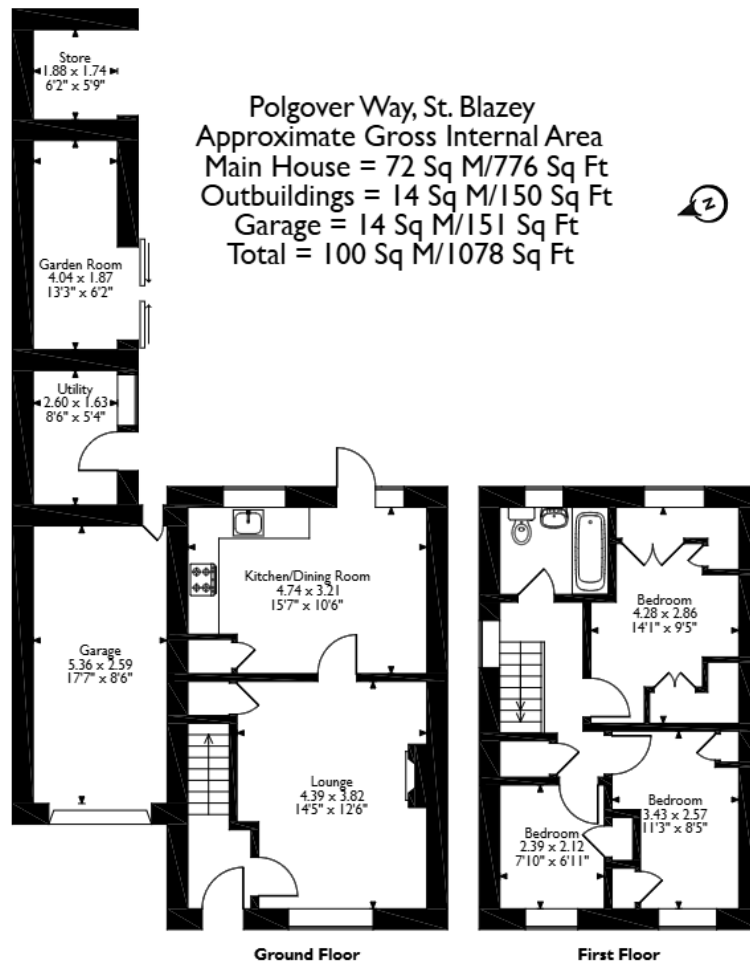 Store
1.88 x 1.74
6'2" x 5'9"
Polgover Way, St. Blazey
Approximate Gross Internal Area
Main House = 72 Sq M/776 Sq Ft
Outbuildings = 14 Sq M/150 Sq Ft
Garage = 14 Sq M/151 Sq Ft
Total = 100 Sq M/1078 Sq Ft
Z
Garden Room
4.04 x 1.87
13'3" x 6'2"
Utility
2.60 x 1.63
8'6" x 5'4"
Kitchen/Dining Room
4.74 x 3.21
15'7" x 10'6"
Garage
5.36 x 2.59
17'7" x 8'6"
Lounge
4.39 x 3.82
14'5" x 12'6"
Bedroom
4.28 x 2.86
14'1" x 9'5"
Bedroom
3.43 x 2.57
11'3" x 8'5"
Bedroom
2.39 x 2.12
7'10" x 6'11"
Ground Floor
First Floor